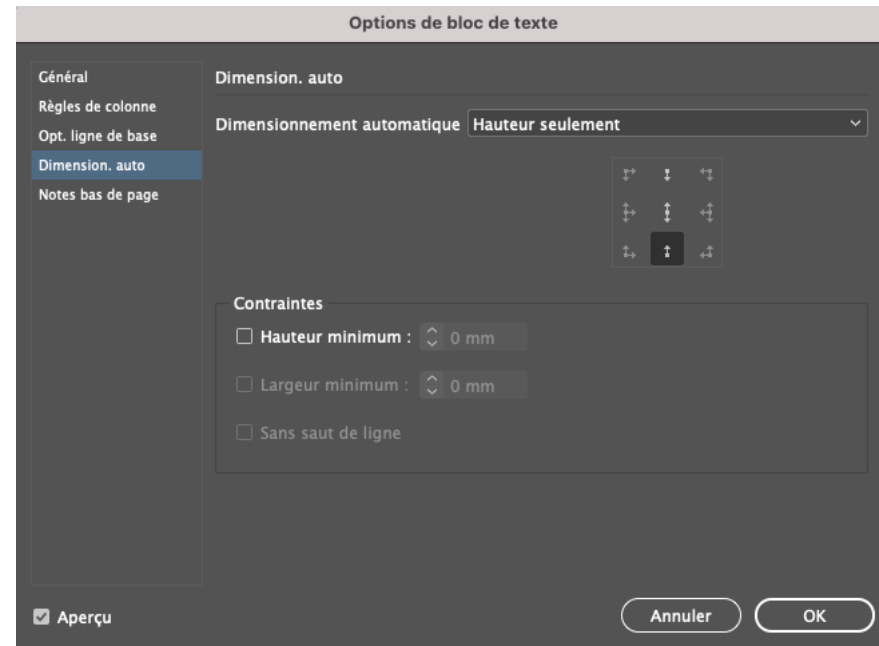 Options de bloc de texte
Général
Règles de colonne
Opt. ligne de base
Dimension. auto
Notes bas de page
Dimension. auto
Dimensionnement automatique Hauteur seulement
Contraintes
Hauteur minimum : 0 mm
Largeur minimum : 0 mm
Sans saut de ligne
Aperçu
Annuler
OK